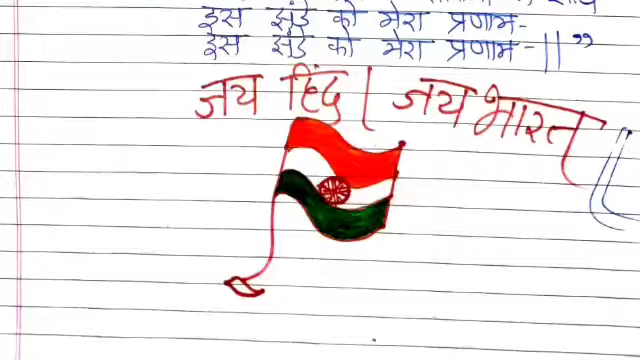 इस झंडे को मेरा प्रणाम-
इस झंडे को मेरा प्रणाम-||”
जय हिंद| जय भारत